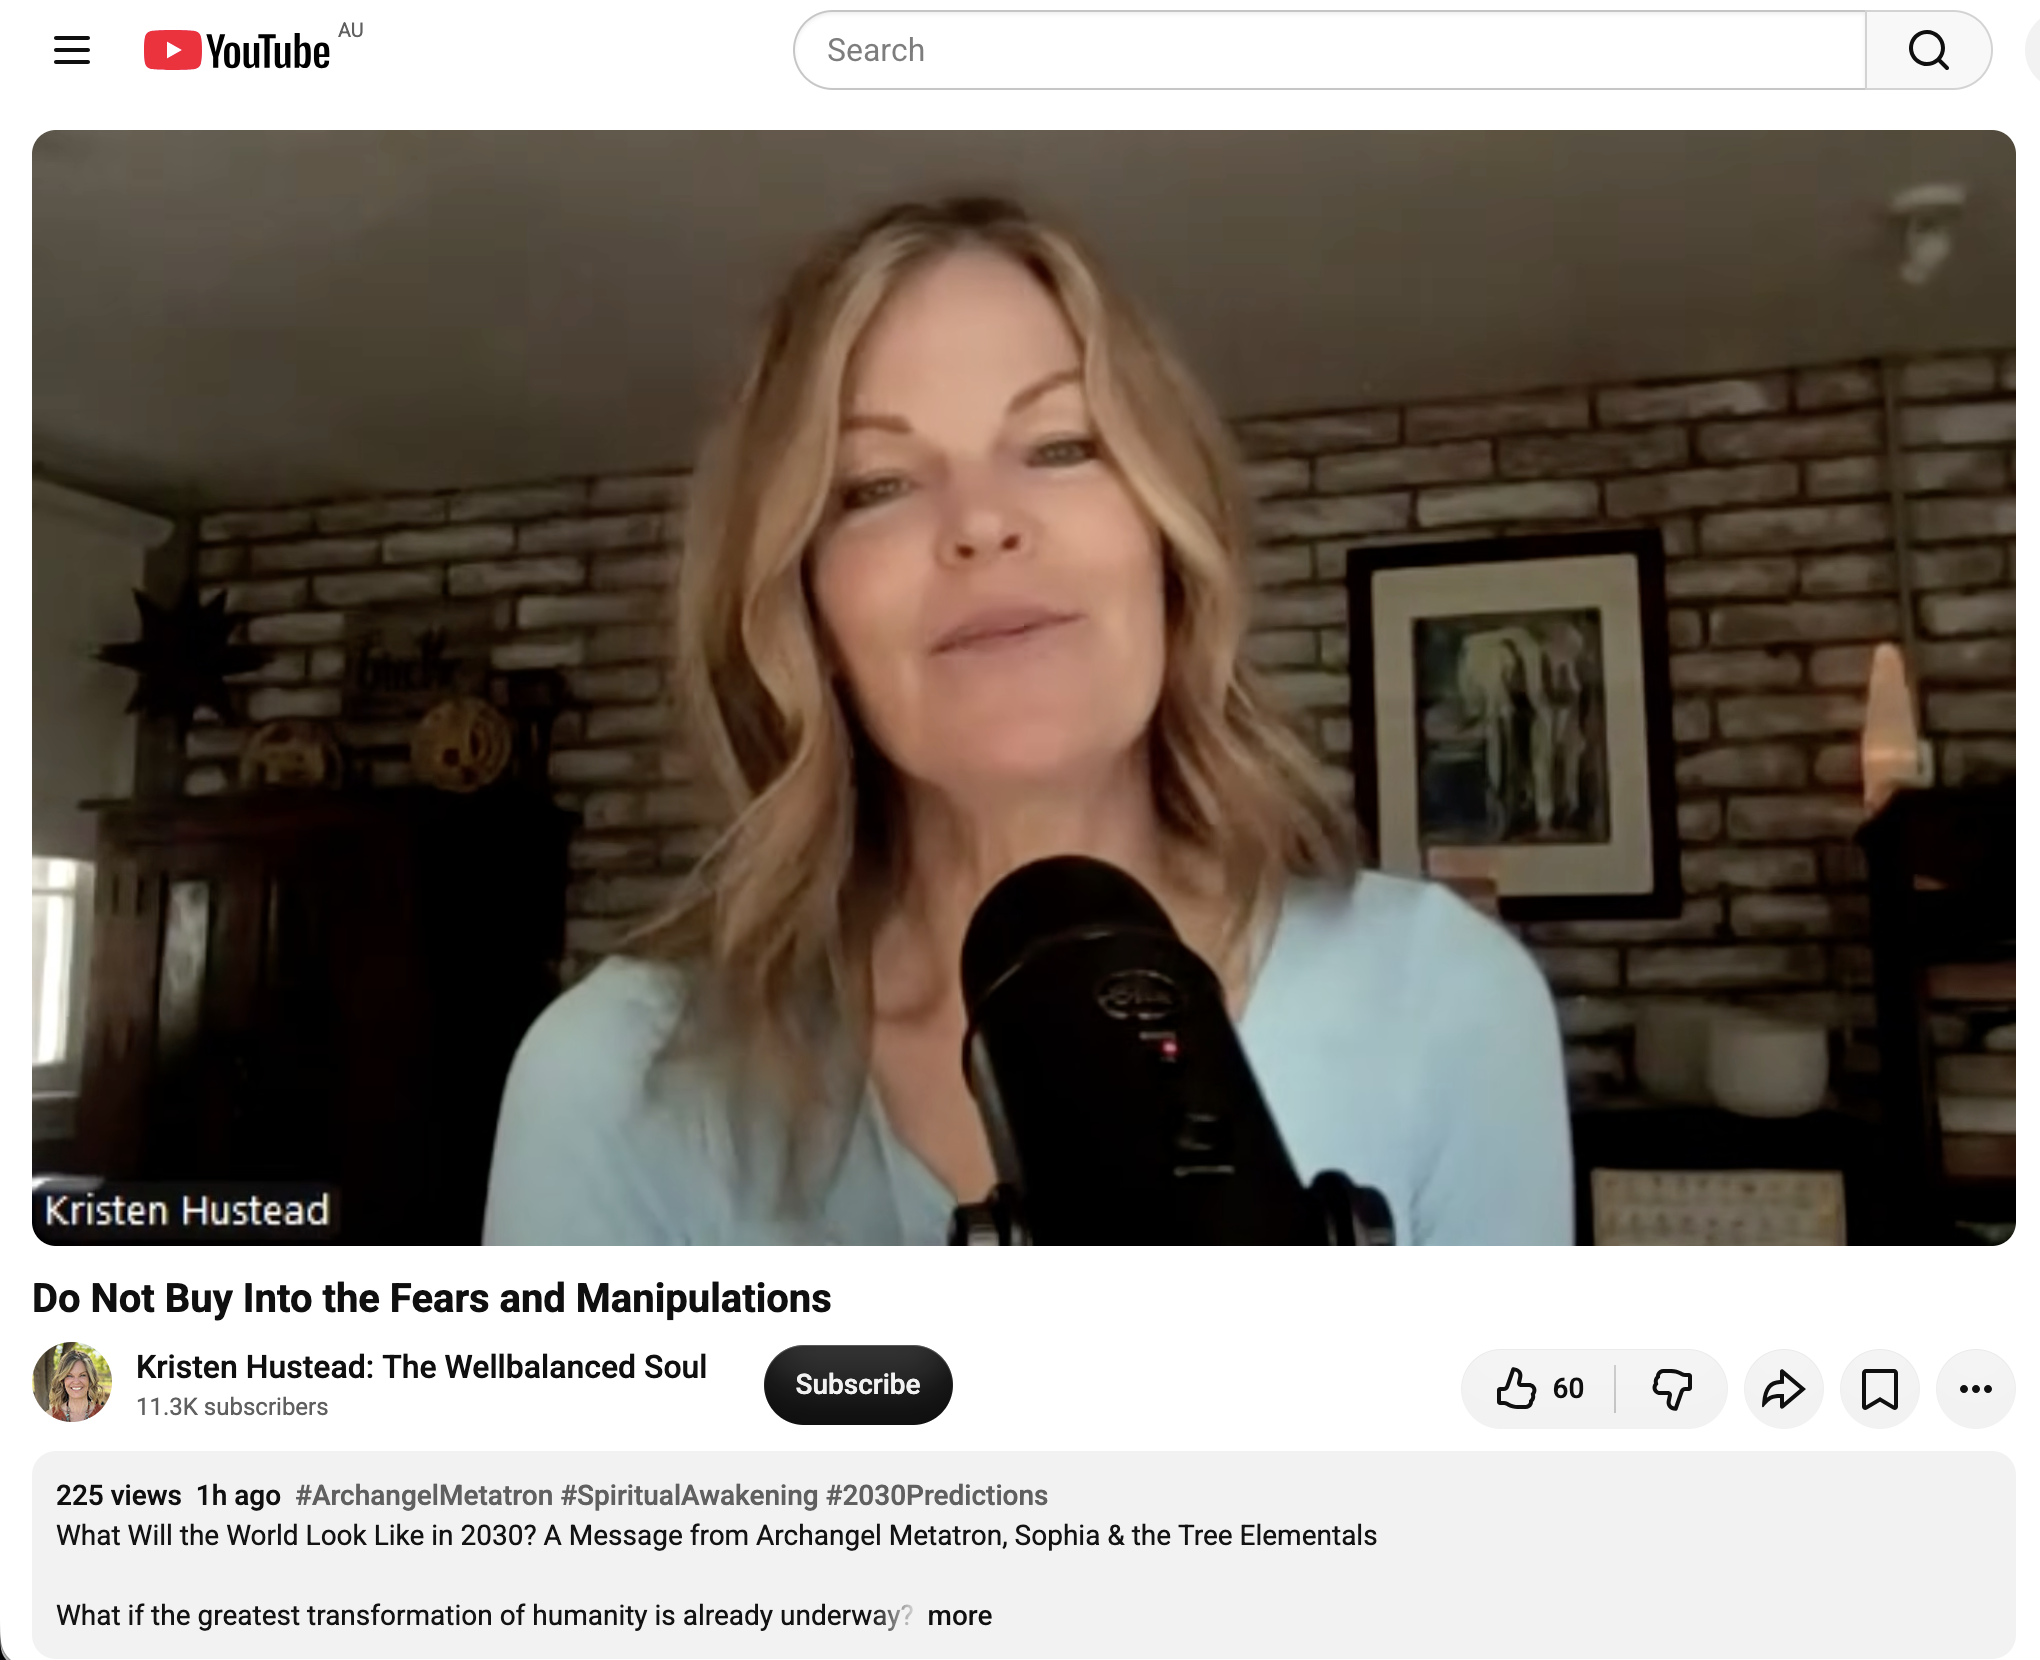 YouTube AU
Search
Kristen Hustead
Do Not Buy Into the Fears and Manipulations
Kristen Hustead: The Wellbalanced Soul
11.3K subscribers
Subscribe
60
225 views 1h ago #ArchangelMetatron #SpiritualAwakening #2030Predictions
What Will the World Look Like in 2030? A Message from Archangel Metatron, Sophia & the Tree Elementals
What if the greatest transformation of humanity is already underway? more